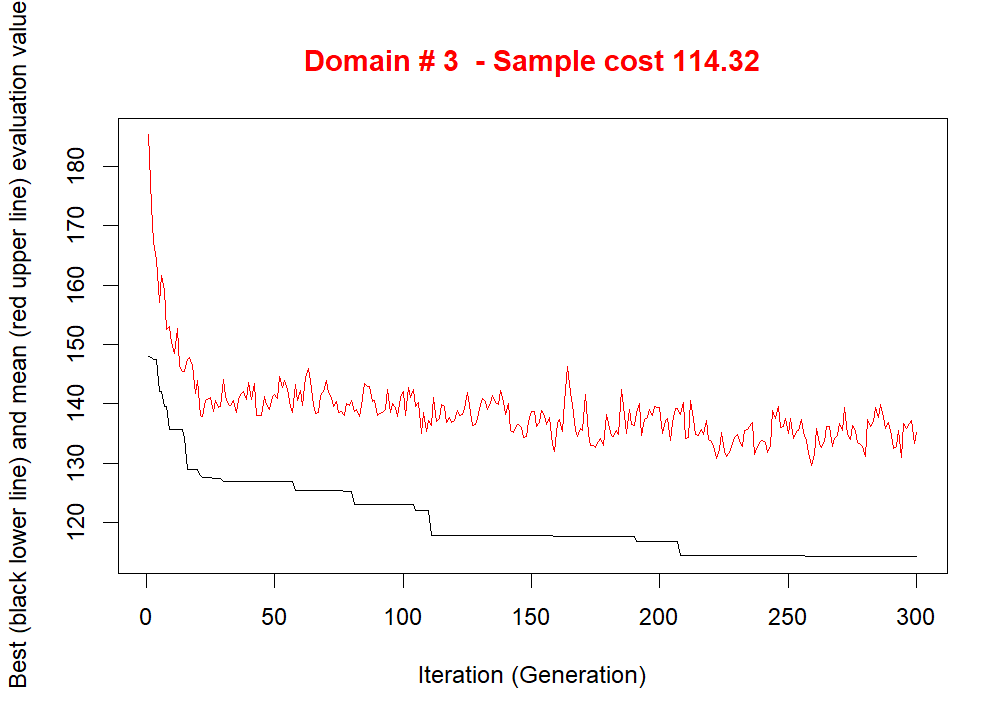 Domain # 3 - Sample cost 114.32
Best (black lower line) and mean (red upper line) evaluation value
180
170
160
150
140
130
120
0 50 100 150 200 250 300
Iteration (Generation)